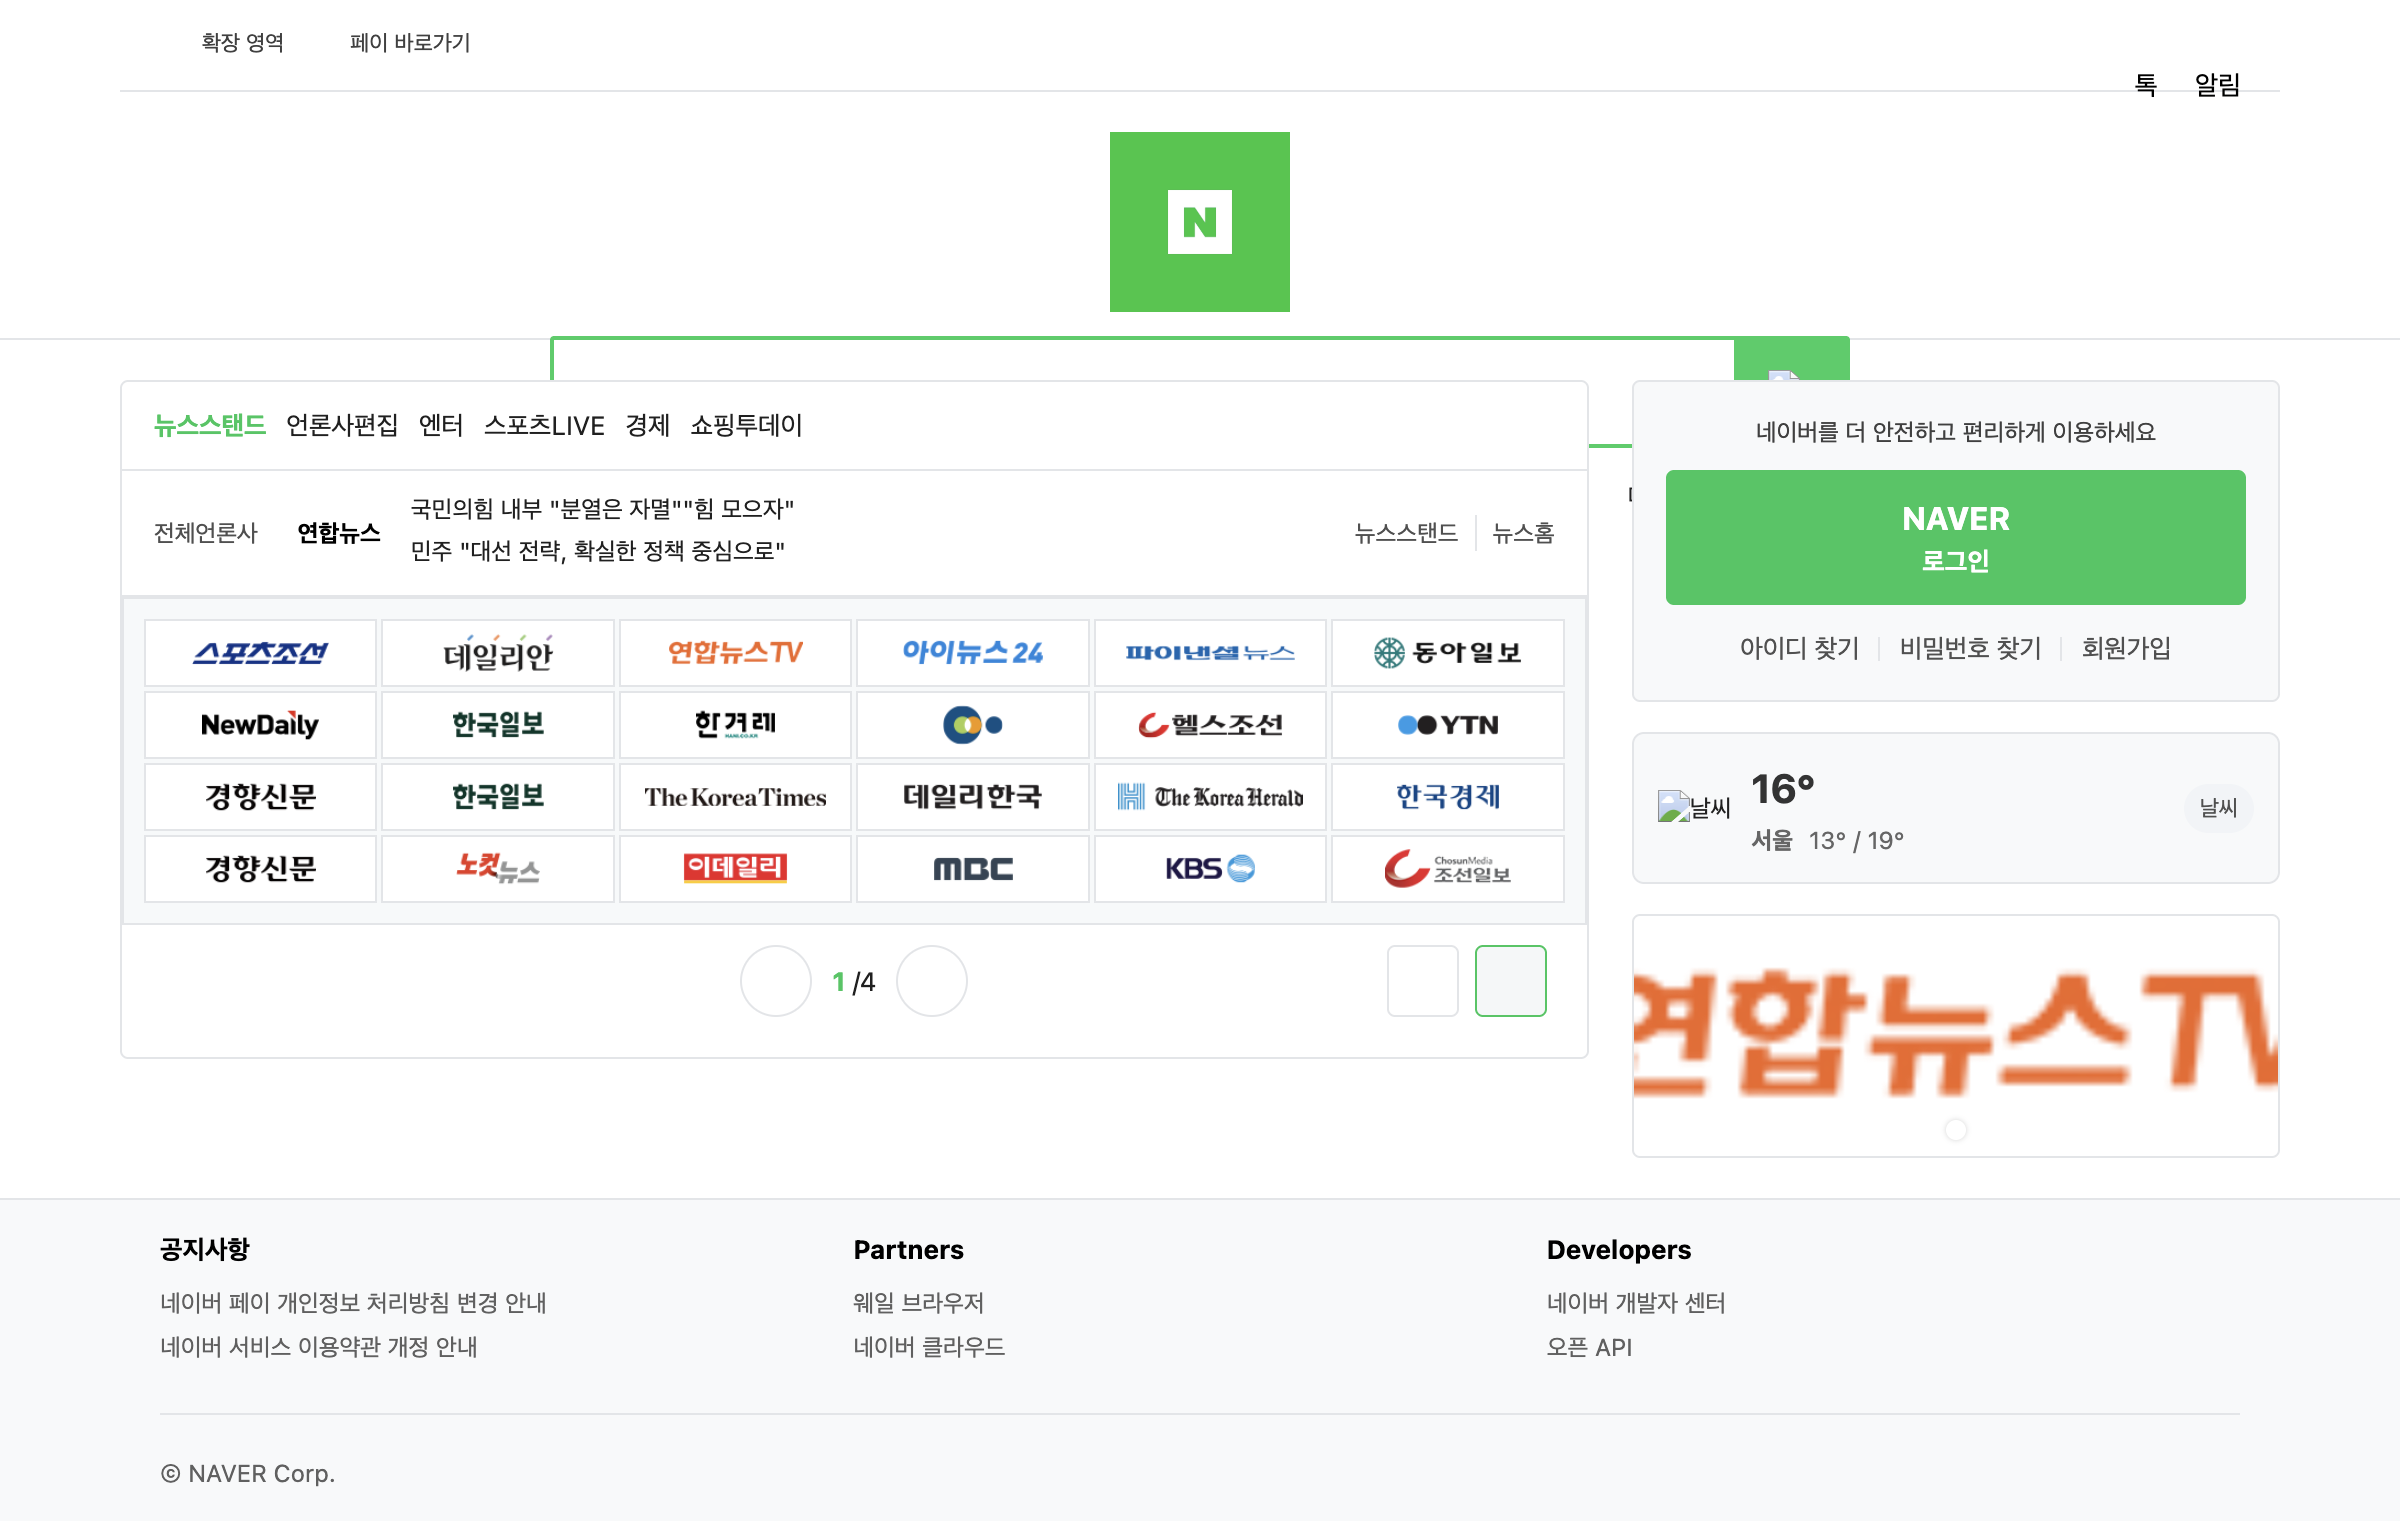 확장 영역
페이 바로가기
톡
알림
N
뉴스스탠드 언론사편집 엔터 스포츠LIVE 경제 쇼핑투데이
전체언론사
연합뉴스
국민의힘 내부 "분열은 자멸""힘 모으자"
민주 "대선 전략, 확실한 정책 중심으로"
뉴스스탠드
뉴스홈
스포츠조선
데일리안
연합뉴스TV
아이뉴스24
파이낸셜뉴스
동아일보
NewDaily
한국일보
한겨레
HANI.CO.KR
헬스조선
YTN
경향신문
한국일보
The Korea Times
데일리한국
The Korea Herald
한국경제
경향신문
노컷뉴스
이데일리
MBC
KBS
ChosunMedia
조선일보
1 /4
네이버를 더 안전하고 편리하게 이용하세요
NAVER
로그인
아이디 찾기
비밀번호 찾기
회원가입
날씨
16°
서울 13° / 19°
날씨
연합뉴스TV
공지사항
네이버 페이 개인정보 처리방침 변경 안내
네이버 서비스 이용약관 개정 안내
Partners
웨일 브라우저
네이버 클라우드
Developers
네이버 개발자 센터
오픈 API
© NAVER Corp.